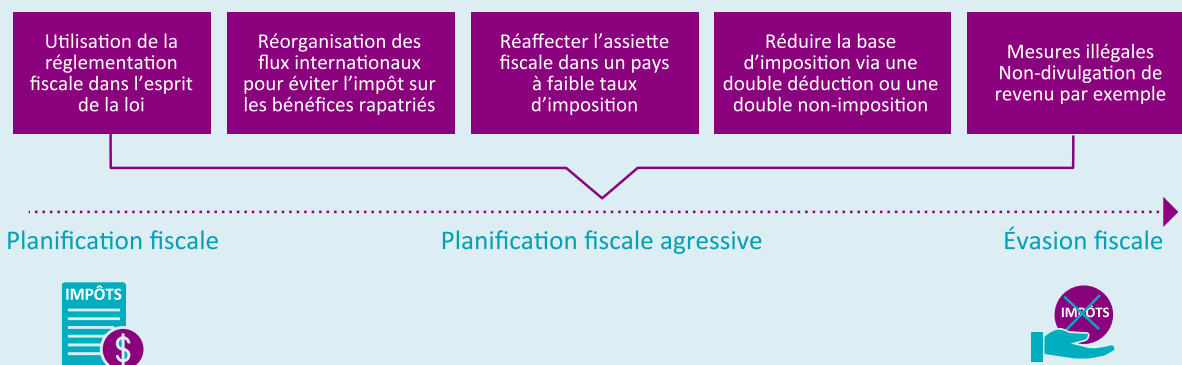 Utilisation de la
réglementation
fiscale dans l’esprit
de la loi
Réorganisation des
flux internationaux
pour éviter l’impôt sur
les bénéfices rapatriés
Réaffecter l’assiette
fiscale dans un pays
à faible taux
d’imposition
Réduire la base
d’imposition via une
double déduction ou une
double non-imposition
Mesures illégales
Non-divulgation de
revenu par exemple
Planification fiscale
Planification fiscale agressive
Évasion fiscale
IMPÔTS
$
IMPÔTS